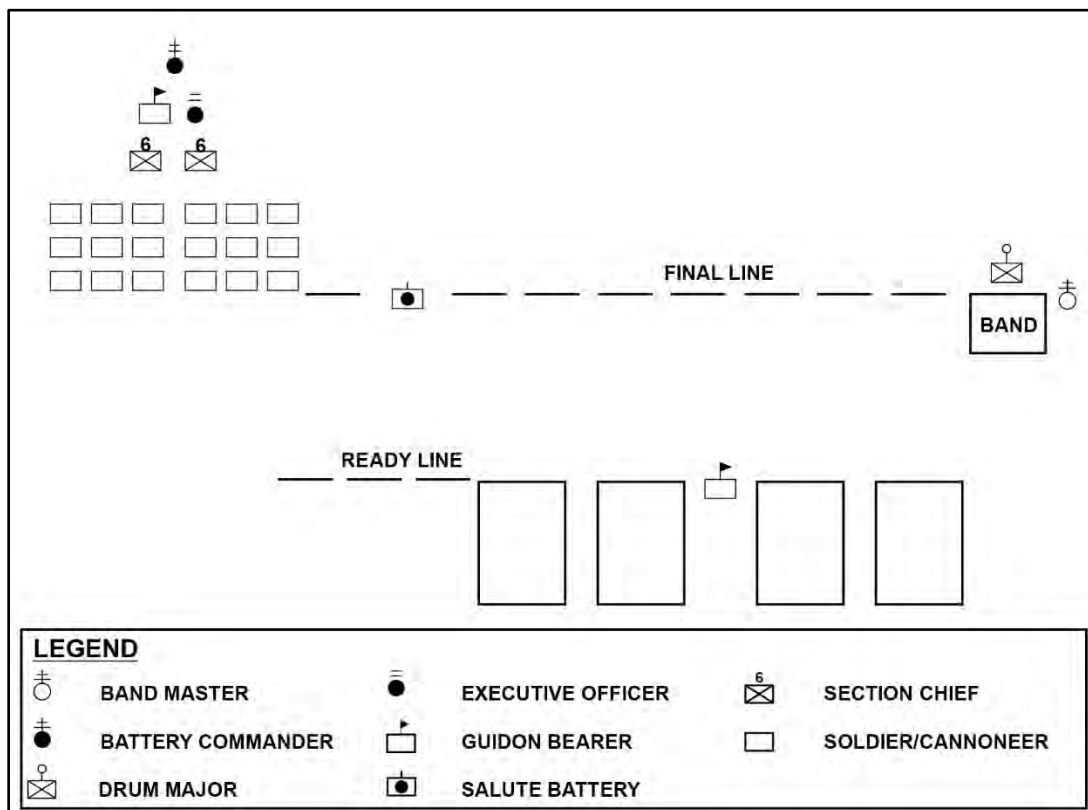 6 6
FINAL LINE
BAND
READY LINE
LEGEND
BAND MASTER
EXECUTIVE OFFICER
6
SECTION CHIEF
BATTERY COMMANDER
GUIDON BEARER
SOLDIER/CANNONEER
DRUM MAJOR
SALUTE BATTERY